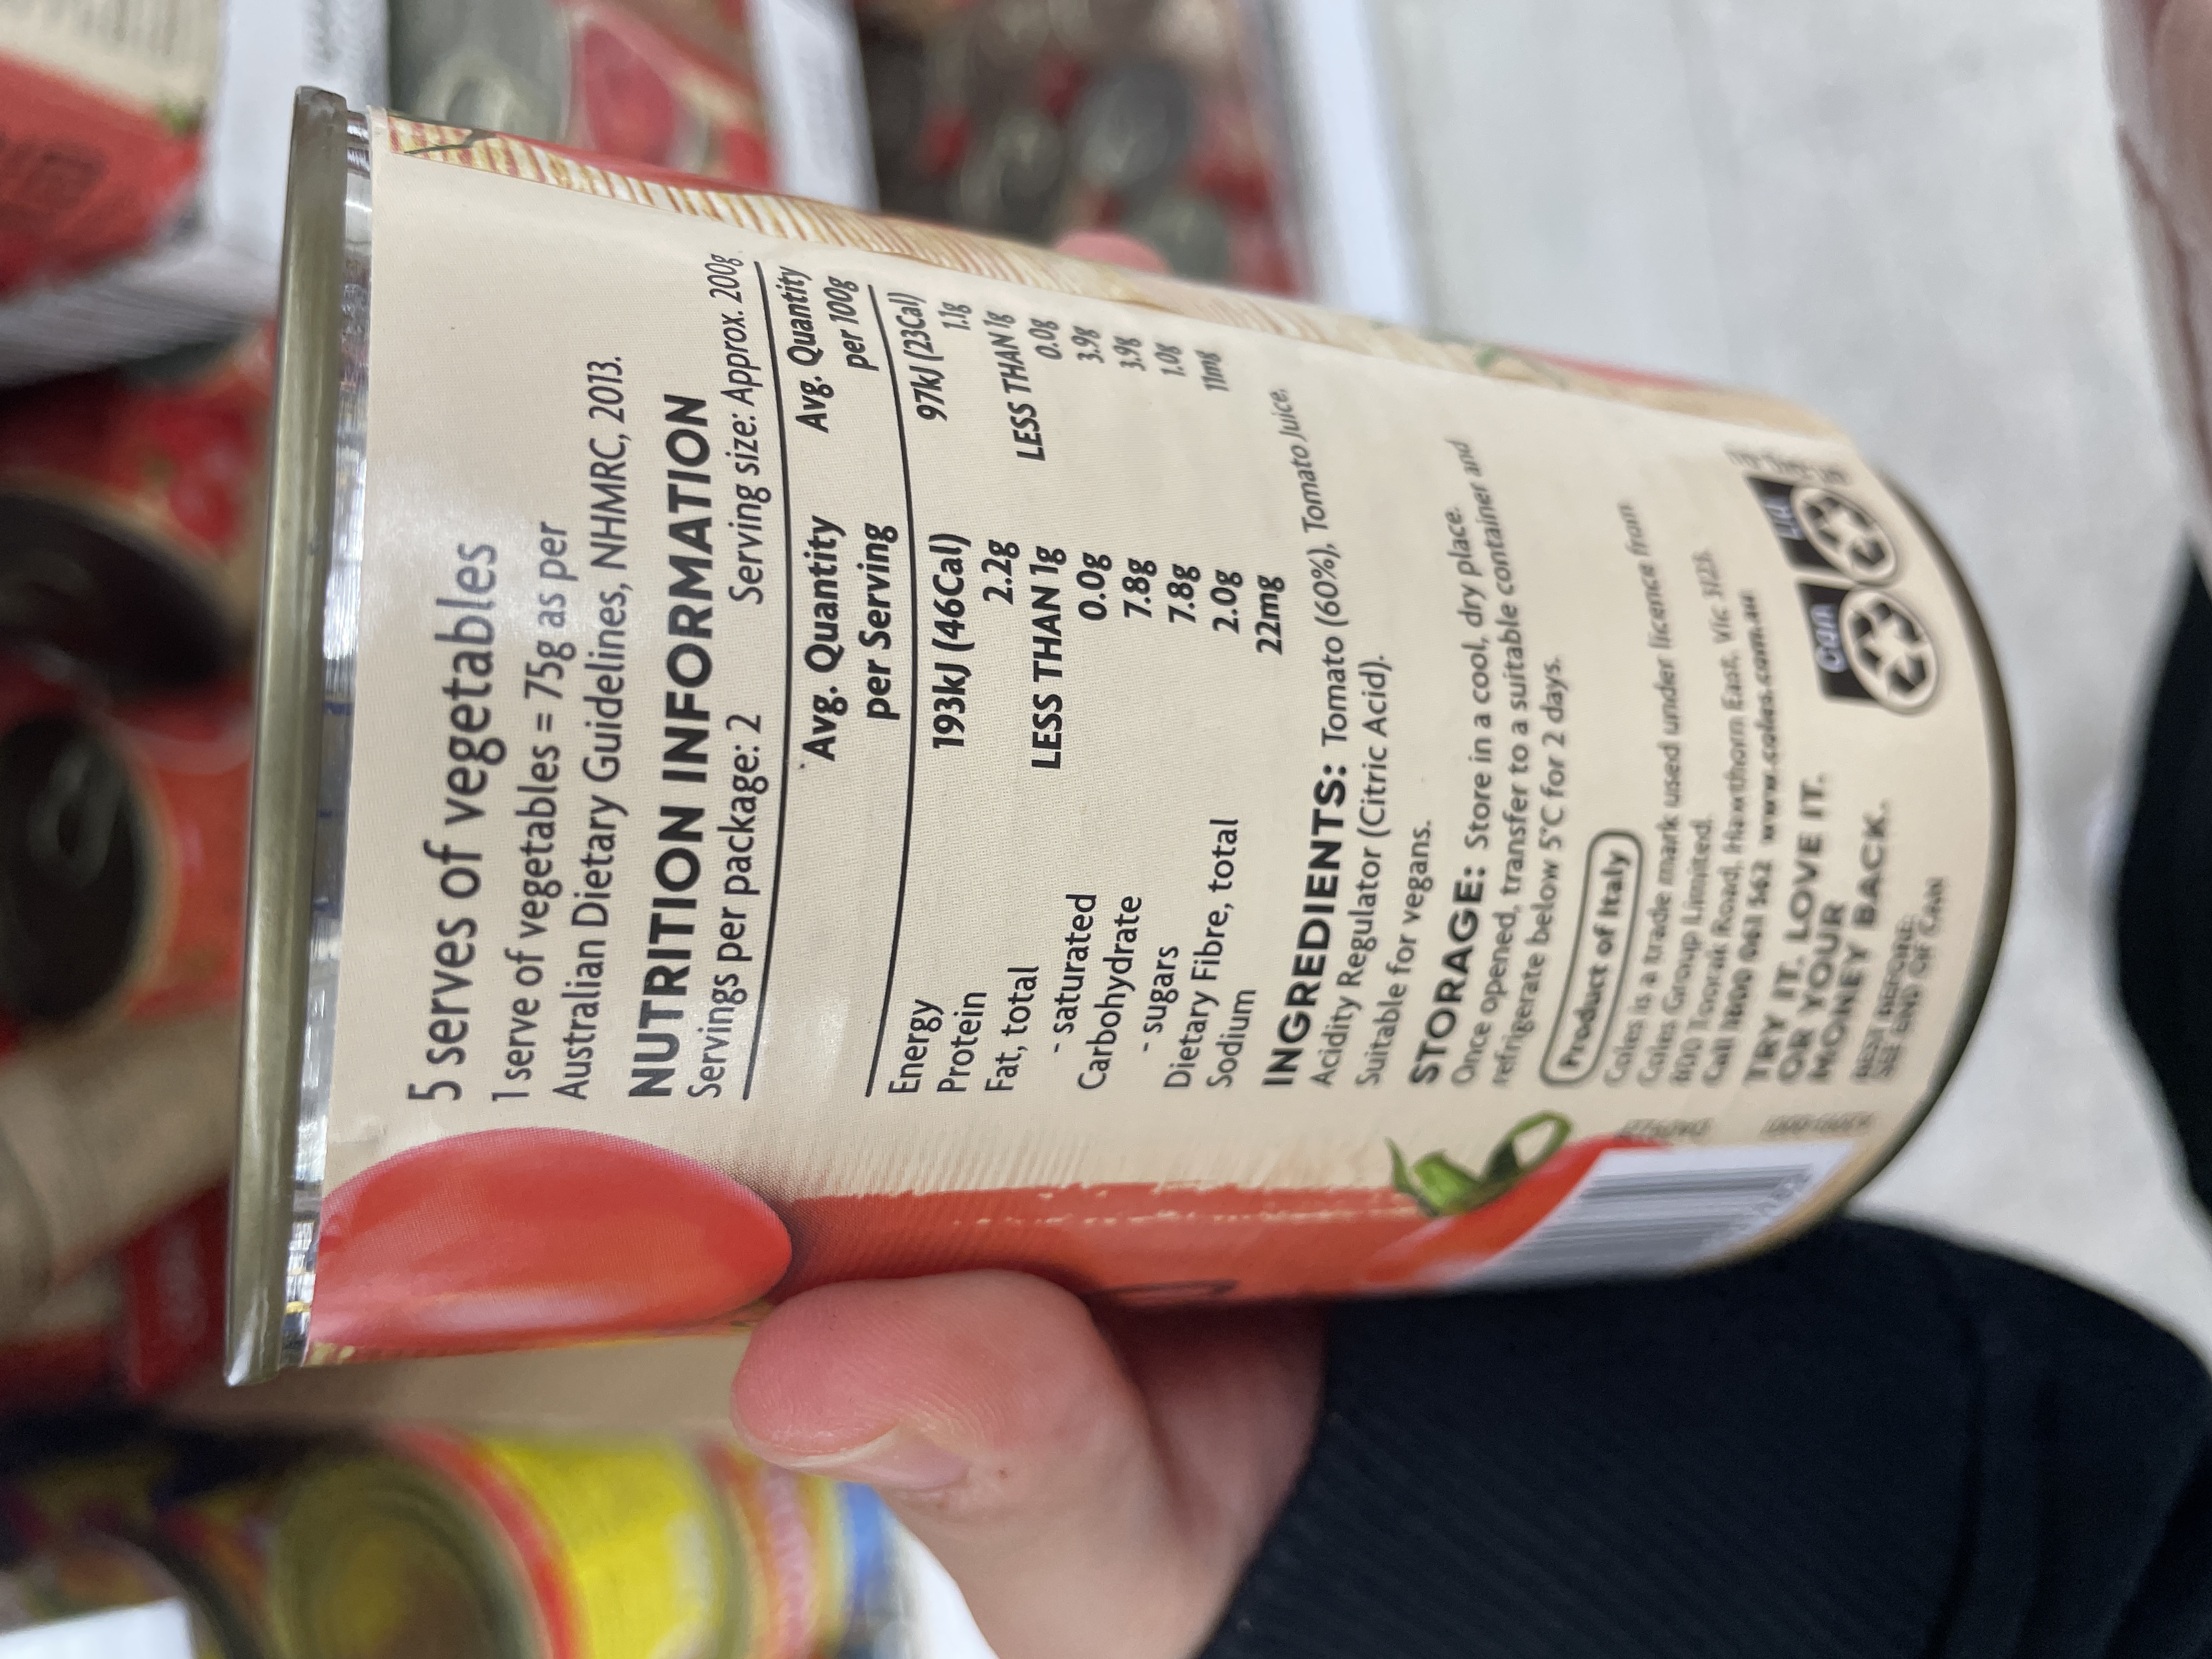 5 serves of vegetables
1 serve of vegetables = 75g as per
Australian Dietary Guidelines, NHMRC, 2013.
NUTRITION INFORMATION
Servings per package: 2 Serving size: Approx. 200g
Avg. Quantity per Serving Avg. Quantity per 100g
Energy 193kJ (46Cal) 97kJ (23Cal)
Protein 2.2g 1.1g
Fat, total LESS THAN 1g LESS THAN 1g
- saturated 0.0g 0.0g
Carbohydrate 7.8g 3.9g
- sugars 7.8g 3.9g
Dietary Fibre, total 2.0g 1.0g
Sodium 22mg 11mg
INGREDIENTS: Tomato (60%), Tomato Juice,
Acidity Regulator (Citric Acid).
Suitable for vegans.
STORAGE: Store in a cool, dry place.
Once opened, transfer to a suitable container and
refrigerate below 5°C for 2 days.
Product of Italy
Coles is a trade mark used under licence from
Coles Group Limited.
800 Toorak Road, Hawthorn East, Vic 3123.
Call 1800 061 562 www.coles.com.au
TRY IT. LOVE IT.
OR YOUR
MONEY BACK.
BEST BEFORE:
SEE END OF CAN
Can
Lid